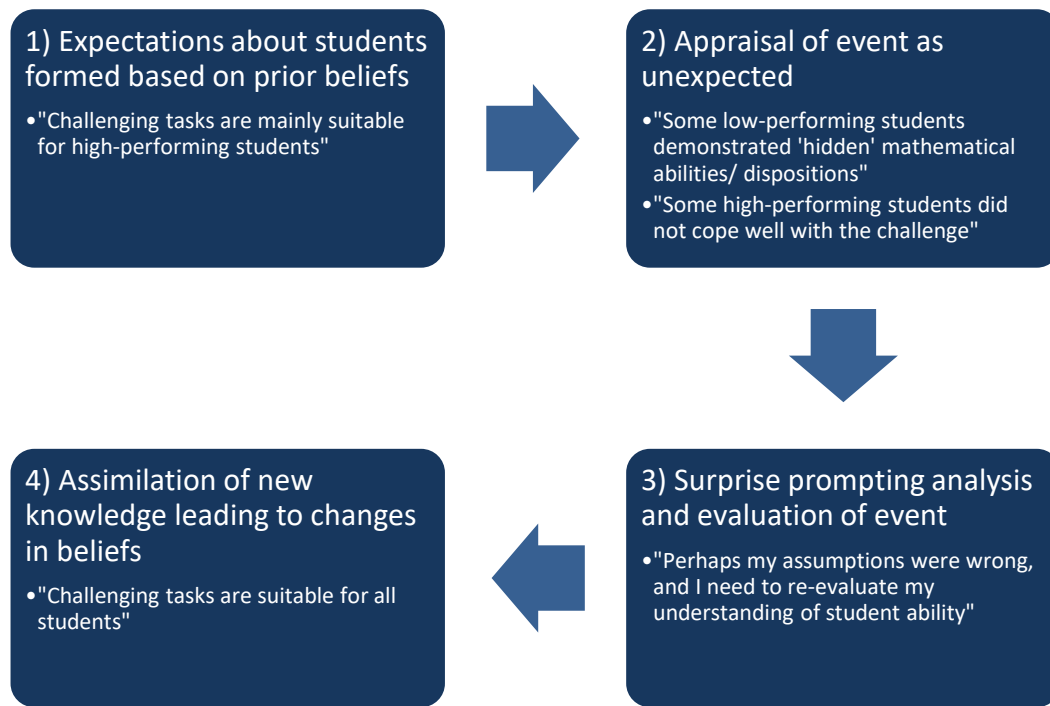 1) Expectations about students
formed based on prior beliefs
•"Challenging tasks are mainly suitable
for high-performing students"
2) Appraisal of event as
unexpected
•"Some low-performing students
demonstrated 'hidden' mathematical
abilities/ dispositions"
•"Some high-performing students did
not cope well with the challenge"
3) Surprise prompting analysis
and evaluation of event
•"Perhaps my assumptions were wrong,
and I need to re-evaluate my
understanding of student ability"
4) Assimilation of new
knowledge leading to changes
in beliefs
•"Challenging tasks are suitable for all
students"